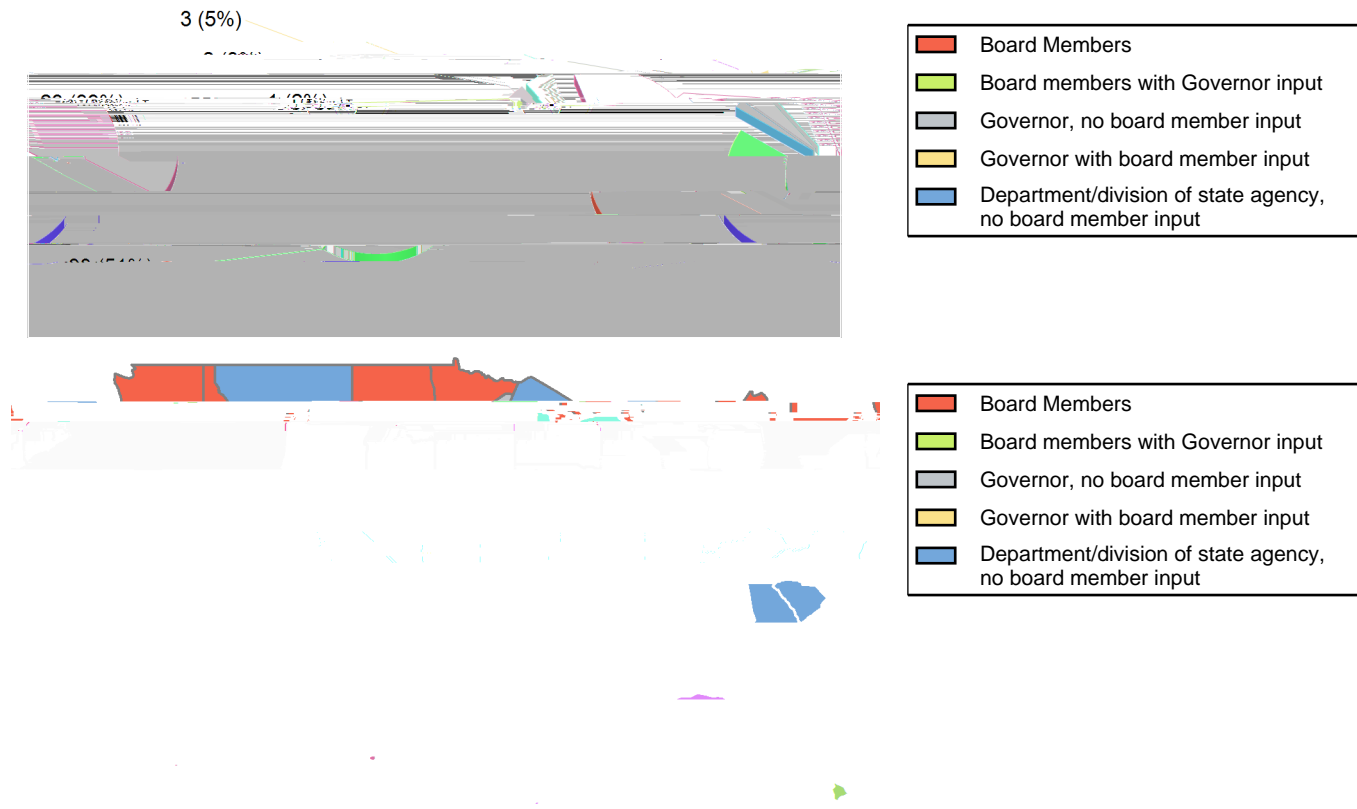 3 (5%)
Board Members
Board members with Governor input
Governor, no board member input
Governor with board member input
Department/division of state agency,
no board member input
Board Members
Board members with Governor input
Governor, no board member input
Governor with board member input
Department/division of state agency,
no board member input